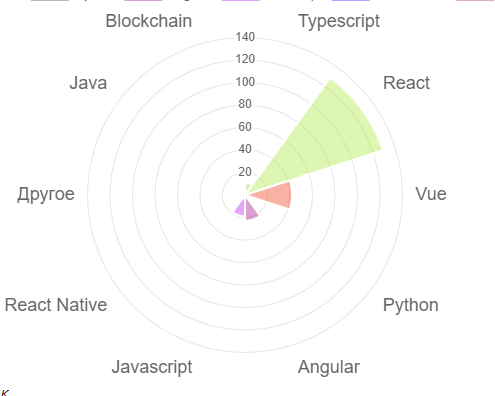 Blockchain
Typescript
140
120
100
80
60
40
20
Java
React
Другое
Vue
React Native
Python
Javascript
Angular
K